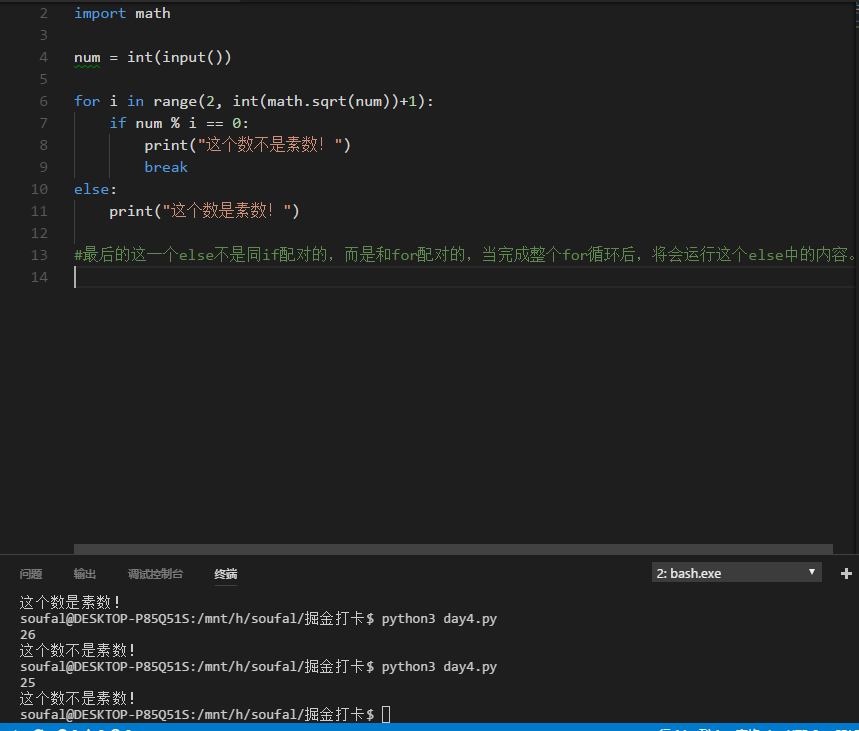 2 import math
3
4 num = int(input())
5
6 for i in range(2, int(math.sqrt(num))+1):
7 if num % i == 0:
8 print("这个数不是素数！")
9 break
10 else:
11 print("这个数是素数！")
12
13 #最后的这一个else不是同if配对的，而是和for配对的，当完成整个for循环后，将会运行这个else中的内容。
14
问题 输出 调试控制台 终端 2: bash.exe
这个数是素数！
soufal@DESKTOP-P85Q51S:/mnt/h/soufal/掘金打卡$ python3 day4.py
26
这个数不是素数！
soufal@DESKTOP-P85Q51S:/mnt/h/soufal/掘金打卡$ python3 day4.py
25
这个数不是素数！
soufal@DESKTOP-P85Q51S:/mnt/h/soufal/掘金打卡$